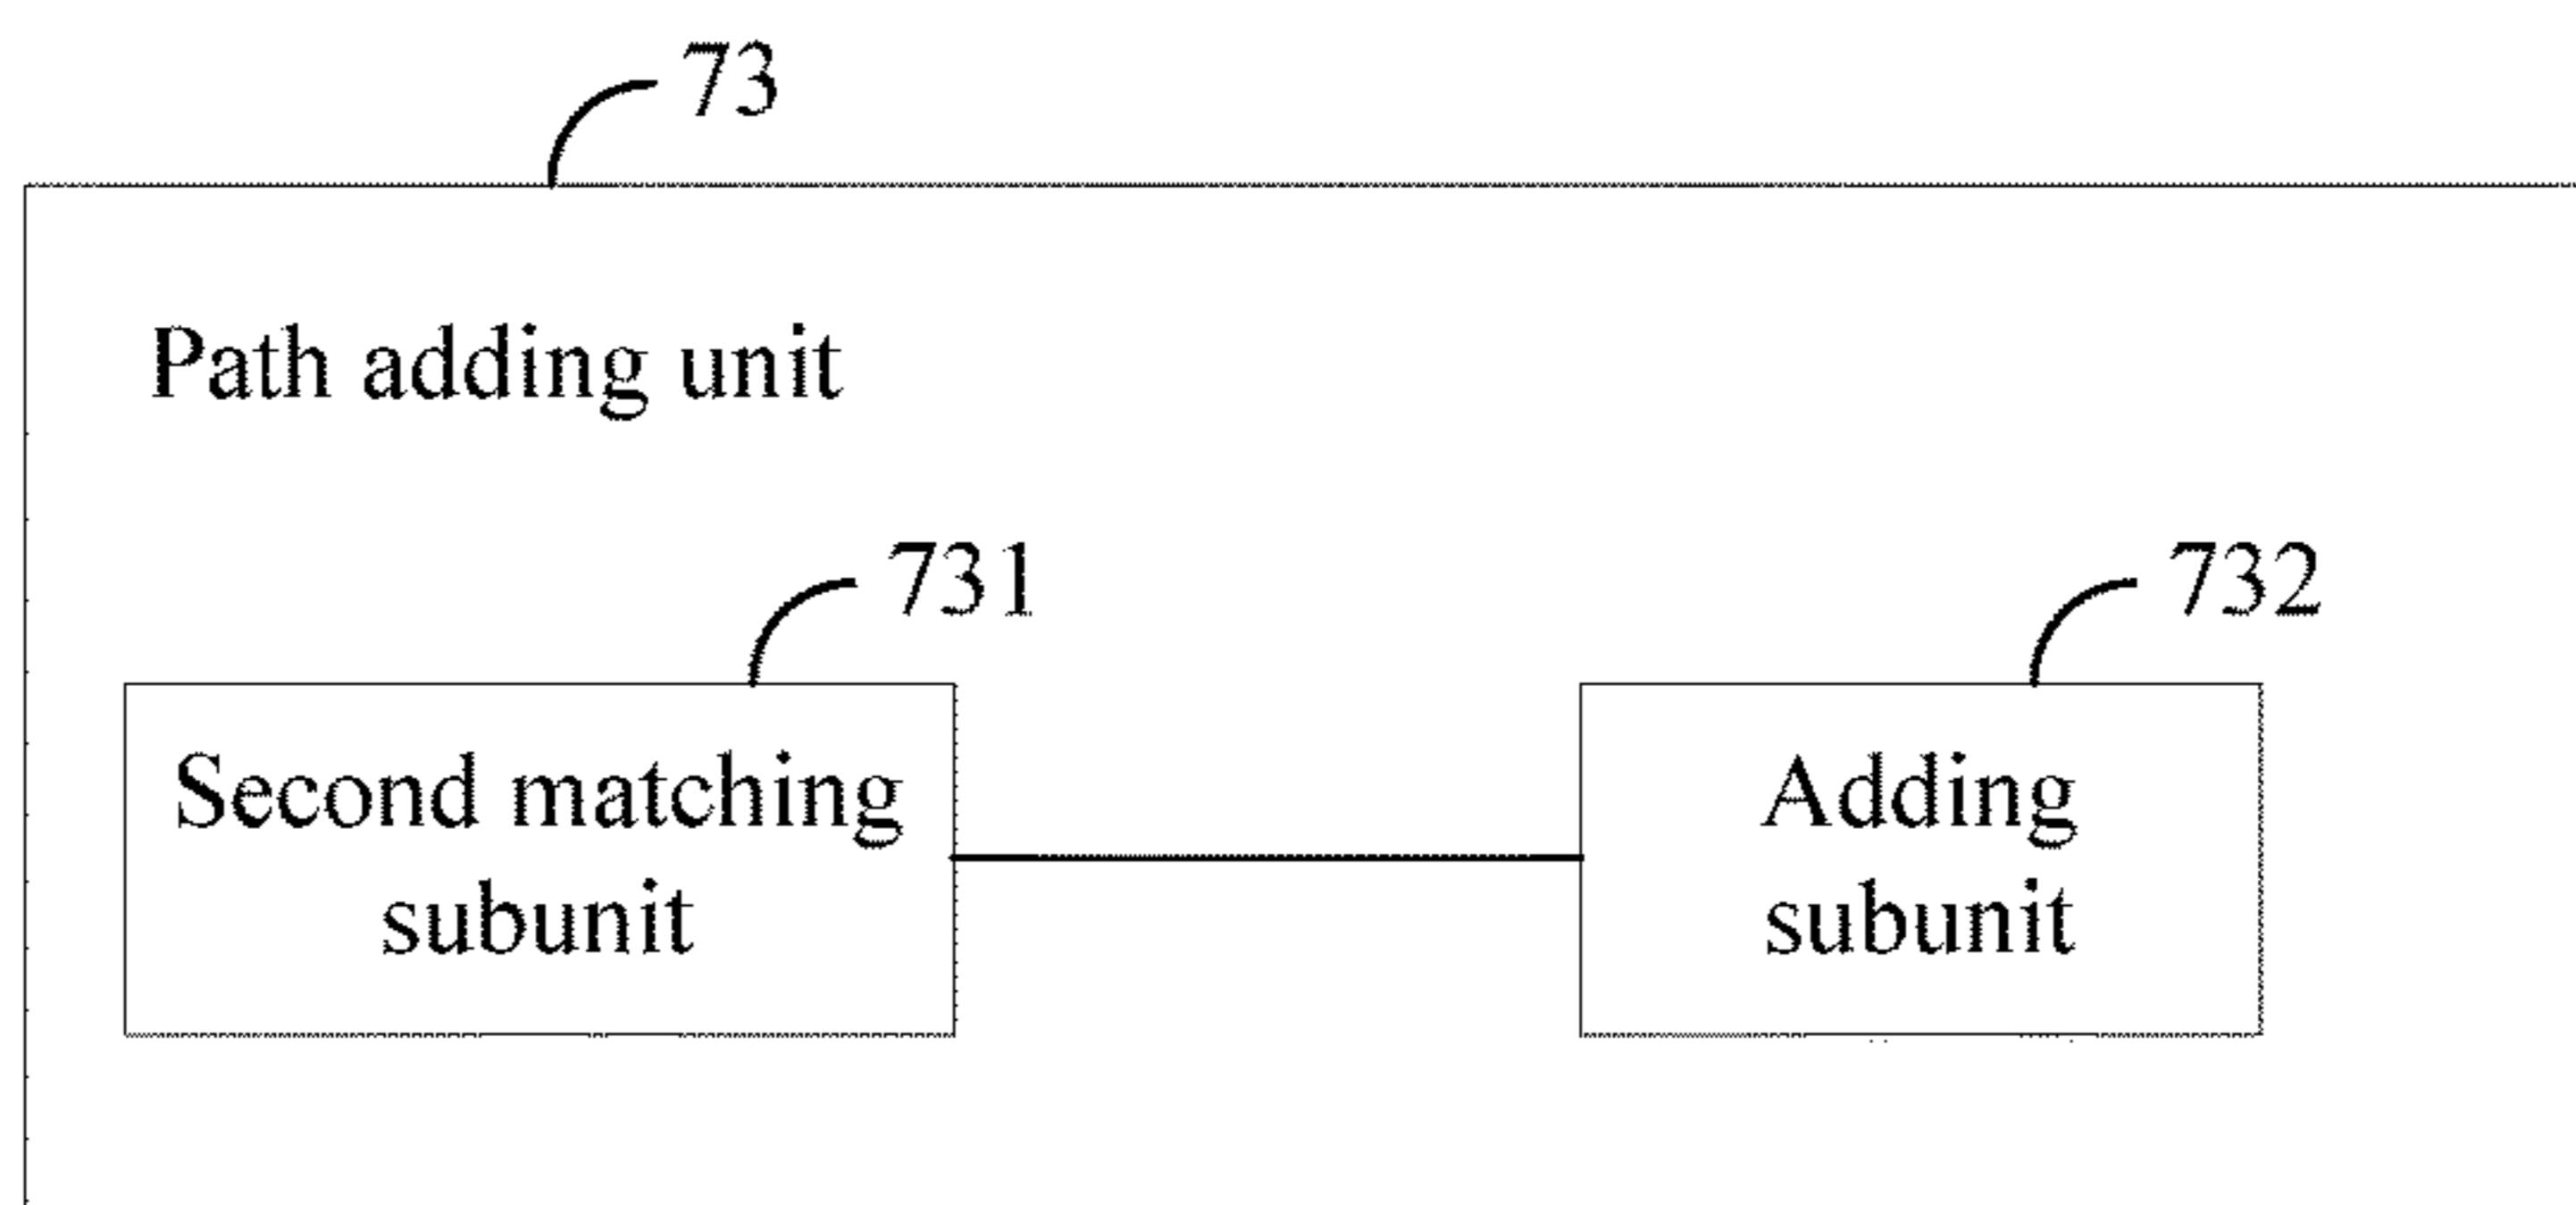 73
Path adding unit
731
732
Second matching
subunit
Adding
subunit